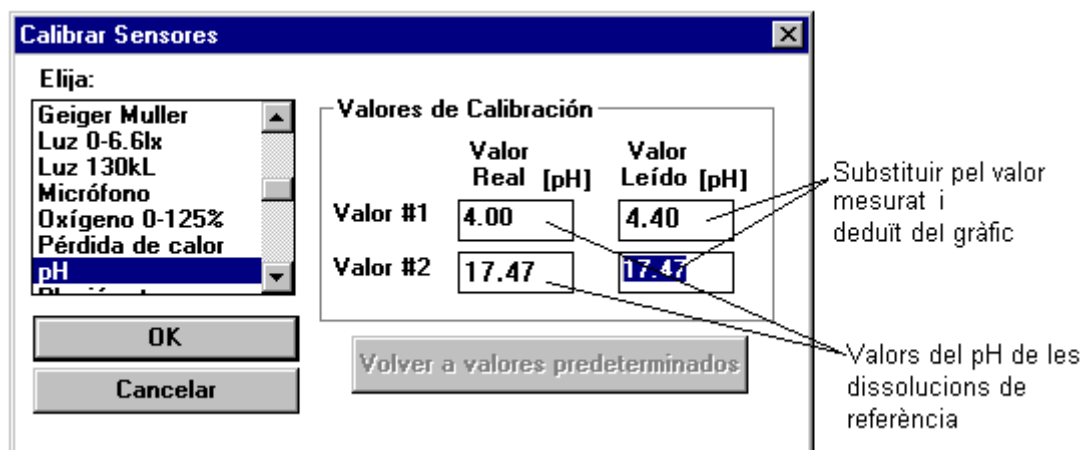 Calibrar Sensores
Elija:
Geiger Muller
Luz 0-6.6lx
Luz 130kL
Micrófono
Oxígeno 0-125%
Pérdida de calor
pH
OK
Cancelar
Valores de Calibración
Valor Valor
Real [pH] Leído [pH]
Valor #1 4.00 4.40
Valor #2 17.47 17.47
Volver a valores predeterminados
Substituir pel valor
mesurat i
deduït del gràfic
Valors del pH de les
dissolucions de
referència